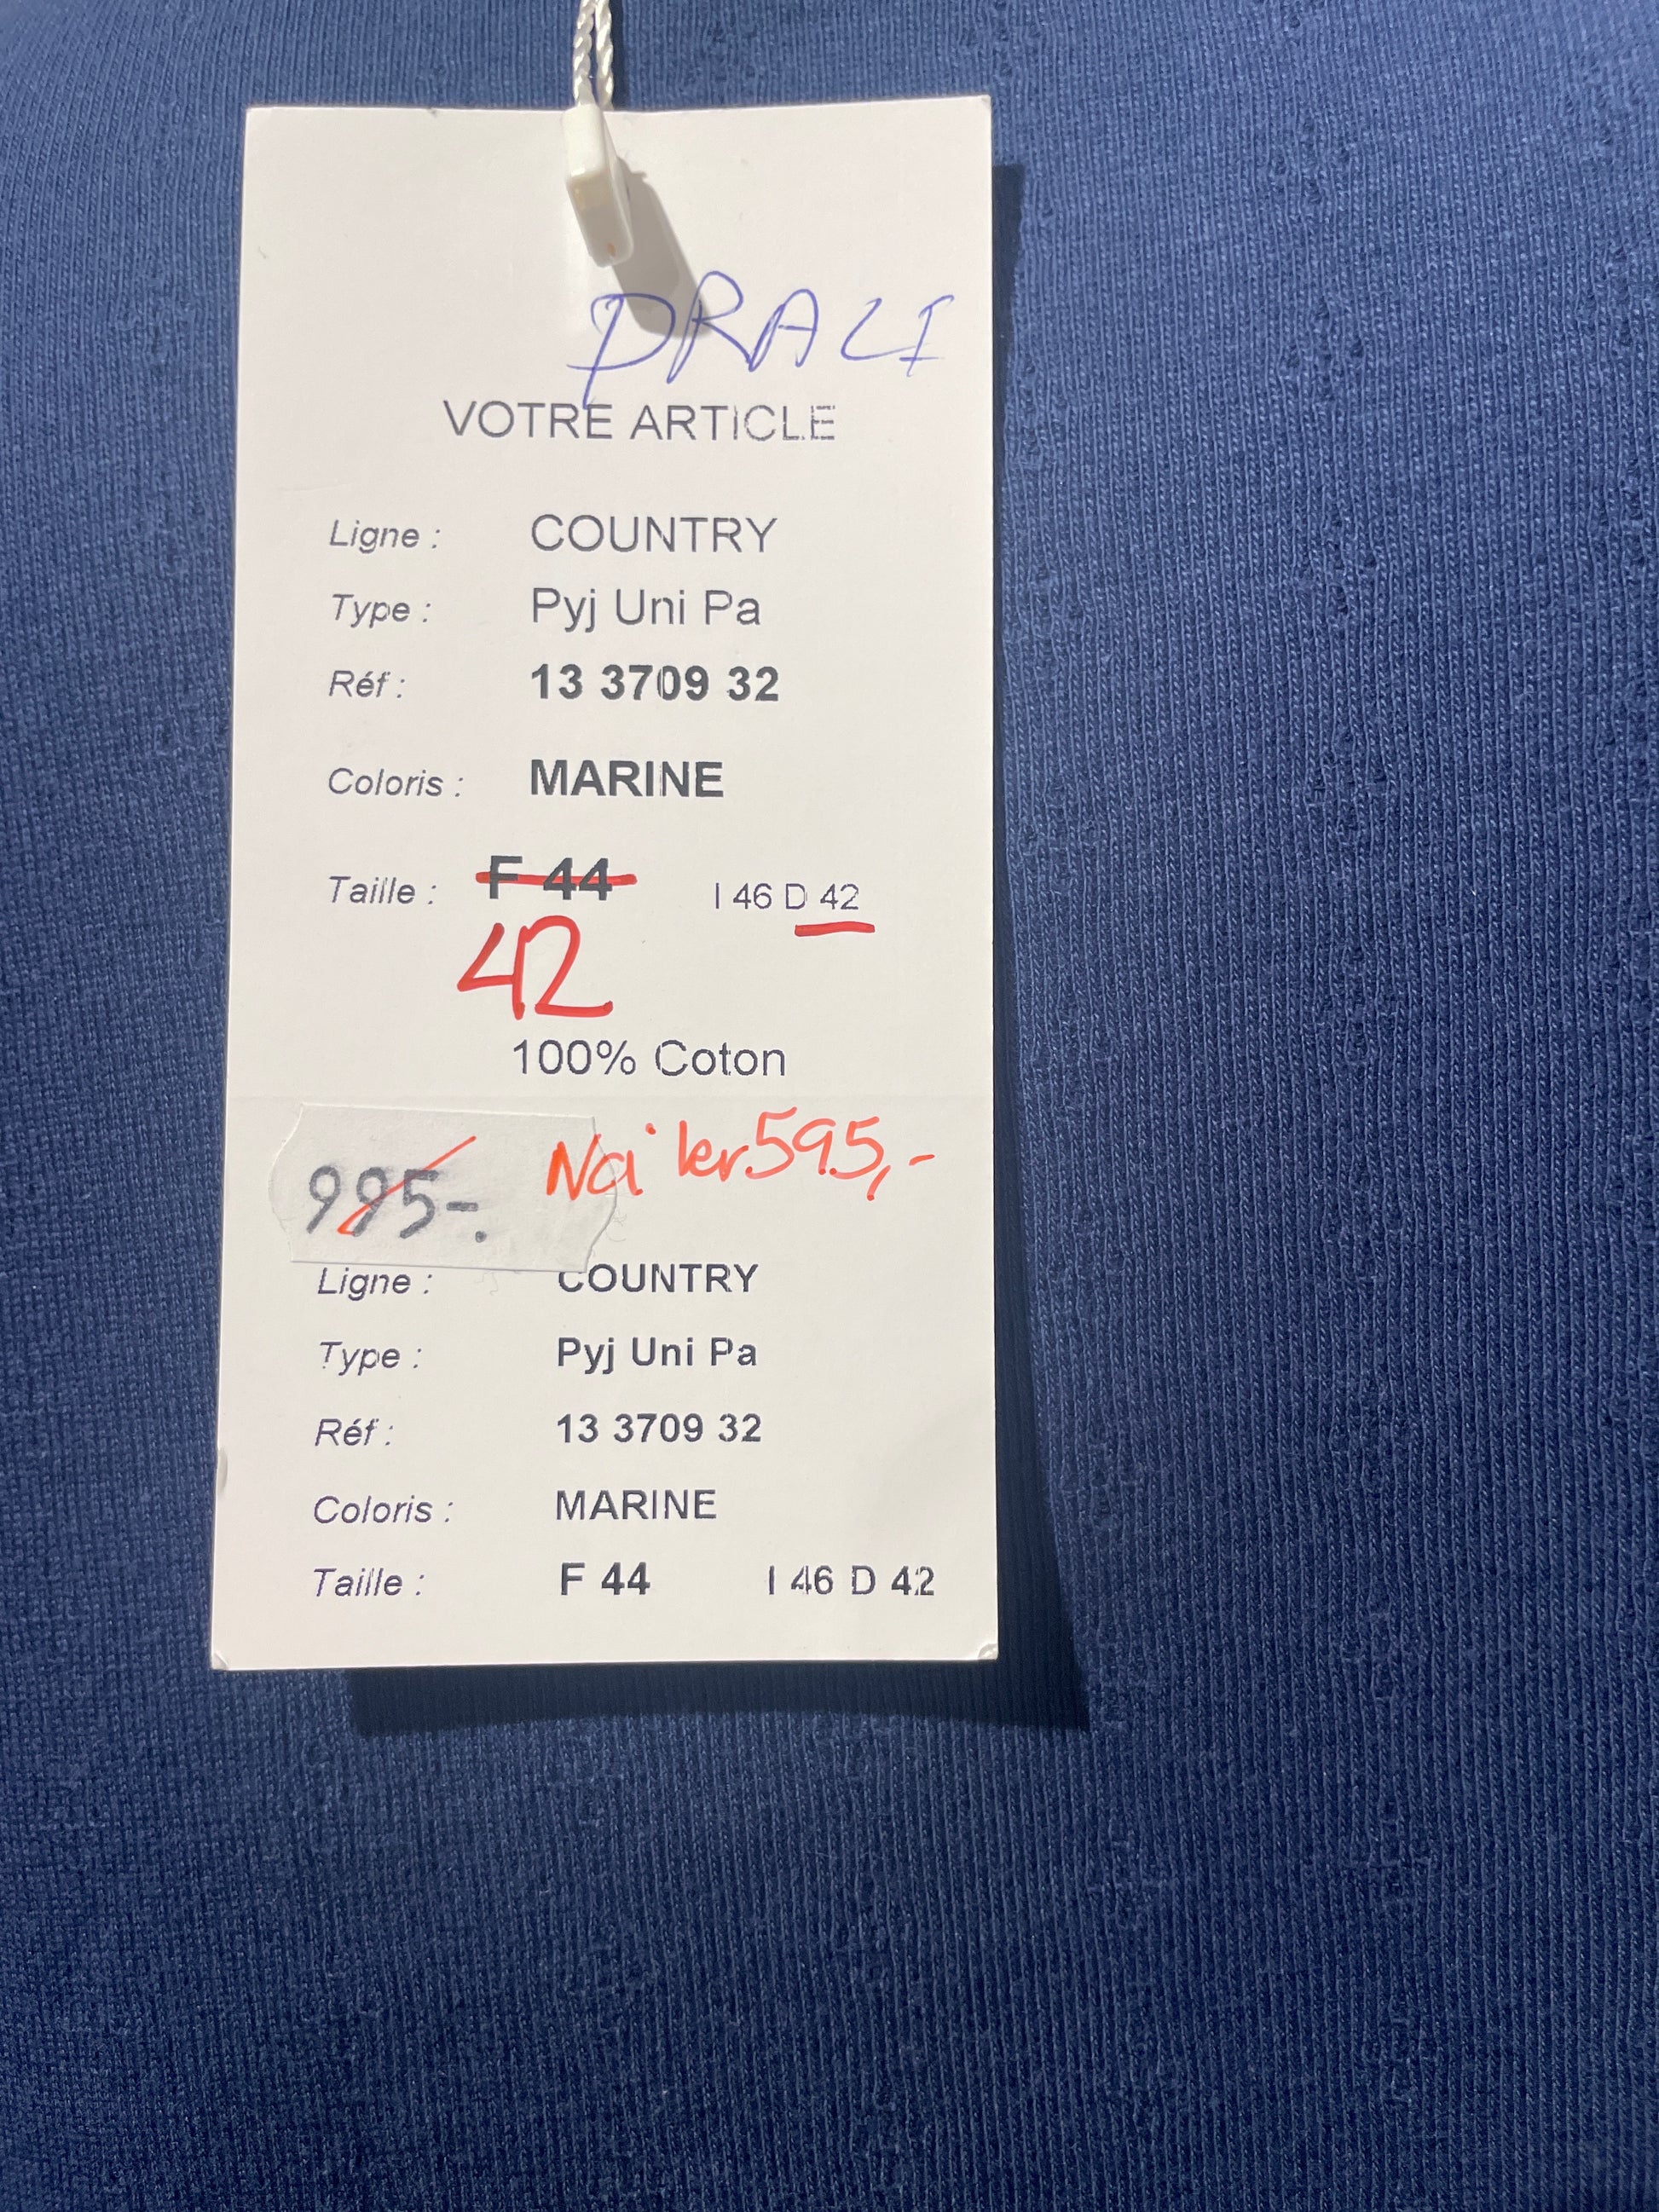 DRALI
VOTRE ARTICLE
Ligne : COUNTRY
Type : Pyj Uni Pa
Réf : 13 3709 32
Coloris : MARINE
Taille : F 44 I 46 D 42
42
100% Coton
995-. kr.595,-
Ligne : COUNTRY
Type : Pyj Uni Pa
Réf : 13 3709 32
Coloris : MARINE
Taille : F 44 I 46 D 42